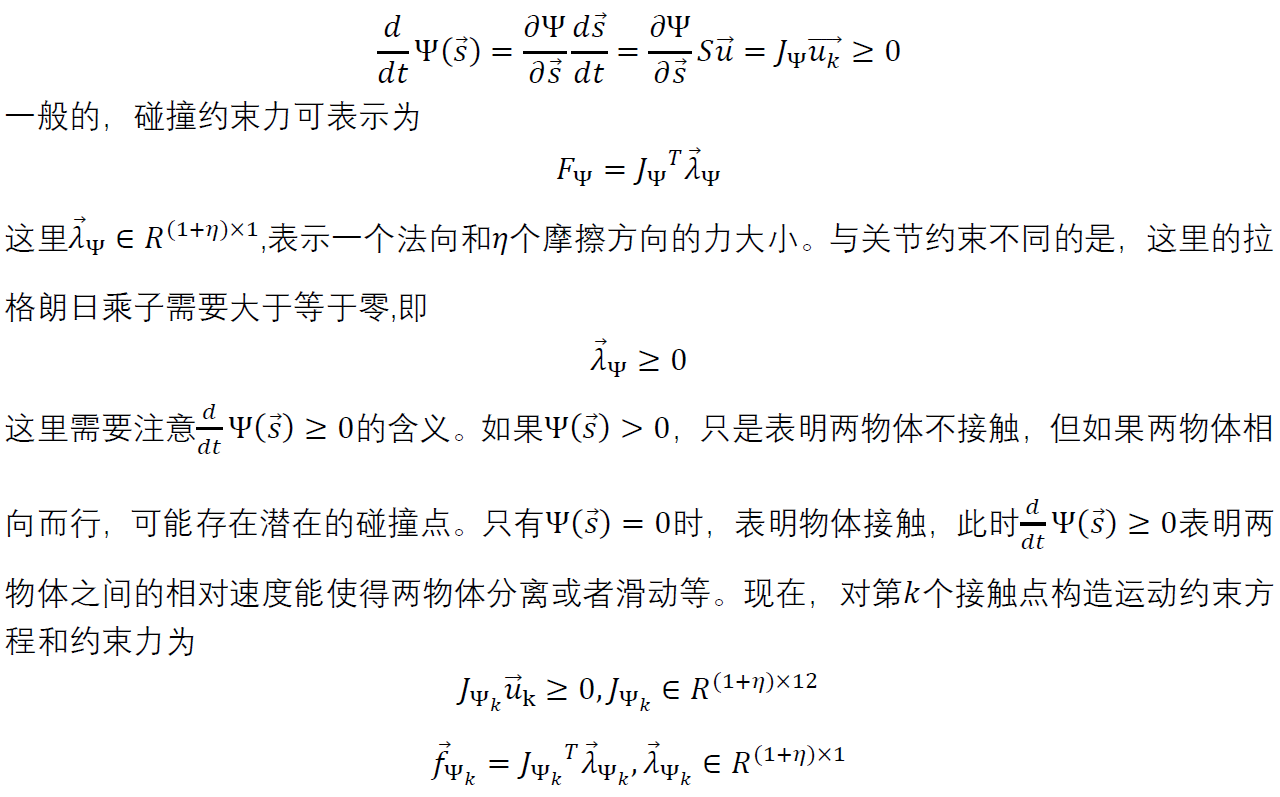 $$\frac{d}{dt}\Psi(\vec{s}) = \frac{\partial \Psi}{\partial \vec{s}}\frac{d\vec{s}}{dt} = \frac{\partial \Psi}{\partial \vec{s}}S\vec{u} = J_{\Psi}\overrightarrow{u_k} \geq 0$$
一般的，碰撞约束力可表示为
$$F_{\Psi} = {J_{\Psi}}^T\vec{\lambda}_{\Psi}$$
这里$\vec{\lambda}_{\Psi} \in R^{(1+\eta)\times 1}$,表示一个法向和$\eta$个摩擦方向的力大小。与关节约束不同的是，这里的拉
格朗日乘子需要大于等于零,即
$$\vec{\lambda}_{\Psi} \geq 0$$
这里需要注意$\frac{d}{dt}\Psi(\vec{s}) \geq 0$的含义。如果$\Psi(\vec{s}) > 0$，只是表明两物体不接触，但如果两物体相
向而行，可能存在潜在的碰撞点。只有$\Psi(\vec{s}) = 0$时，表明物体接触，此时$\frac{d}{dt}\Psi(\vec{s}) \geq 0$表明两
物体之间的相对速度能使得两物体分离或者滑动等。现在，对第$k$个接触点构造运动约束方
程和约束力为
$$J_{\Psi_k}\vec{u}_{\mathrm{k}} \geq 0, J_{\Psi_k} \in R^{(1+\eta)\times 12}$$
$$\vec{f}_{\Psi_k} = {J_{\Psi_k}}^T\vec{\lambda}_{\Psi_k}, \vec{\lambda}_{\Psi_k} \in R^{(1+\eta)\times 1}$$